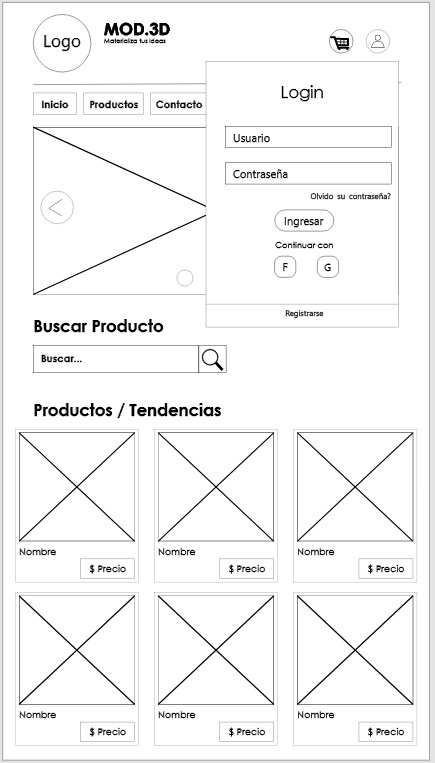 Logo
MOD.3D
Materializa tus ideas
Inicio
Productos
Contacto
Login
Usuario
Contraseña
Olvido su contraseña?
Ingresar
Continuar con
F
G
Registrarse
Buscar Producto
Buscar...
Productos / Tendencias
Nombre
$ Precio
Nombre
$ Precio
Nombre
$ Precio
Nombre
$ Precio
Nombre
$ Precio
Nombre
$ Precio